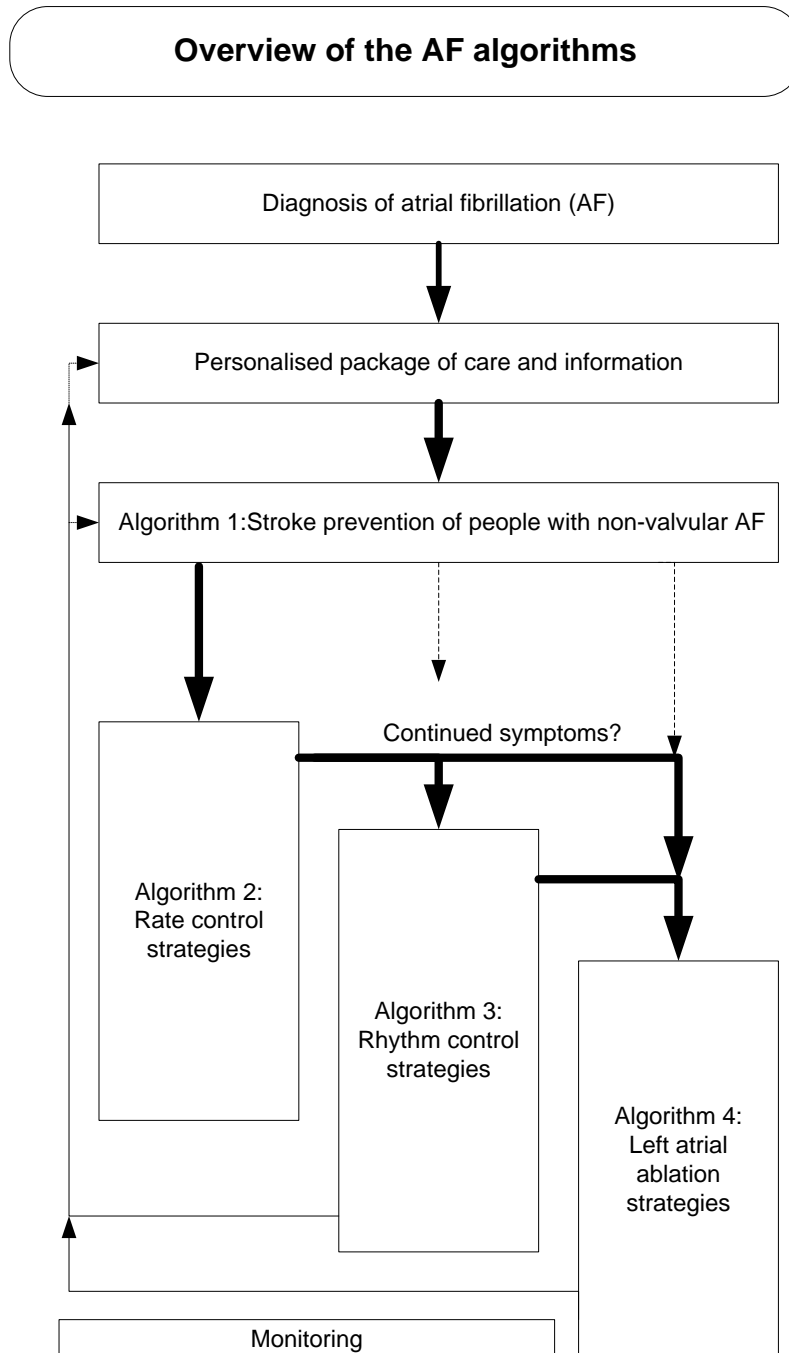 Overview of the AF algorithms
Diagnosis of atrial fibrillation (AF)
Personalised package of care and information
Algorithm 1:Stroke prevention of people with non-valvular AF
Continued symptoms?
Algorithm 2:
Rate control
strategies
Algorithm 3:
Rhythm control
strategies
Algorithm 4:
Left atrial
ablation
strategies
Monitoring